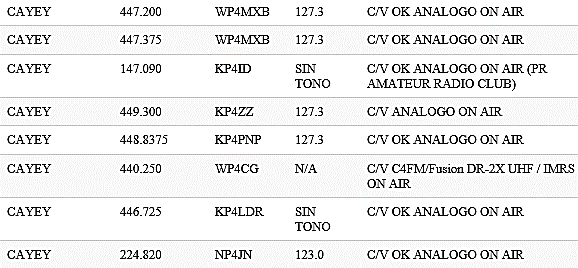 CAYEY 447.200 WP4MXB 127.3 C/V OK ANALOGO ON AIR
CAYEY 447.375 WP4MXB 127.3 C/V OK ANALOGO ON AIR
CAYEY 147.090 KP4ID SIN C/V OK ANALOGO ON AIR (PR
TONO AMATEUR RADIO CLUB)
CAYEY 449.300 KP4ZZ 127.3 C/V ANALOGO ON AIR
CAYEY 448.8375 KP4PNP 127.3 C/V OK ANALOGO ON AIR
CAYEY 440.250 WP4CG N/A C/V C4FM/Fusion DR-2X UHF / IMRS
ON AIR
CAYEY 446.725 KP4LDR SIN C/V OK ANALOGO ON AIR
TONO
CAYEY 224.820 NP4JN 123.0 C/V OK ANALOGO ON AIR